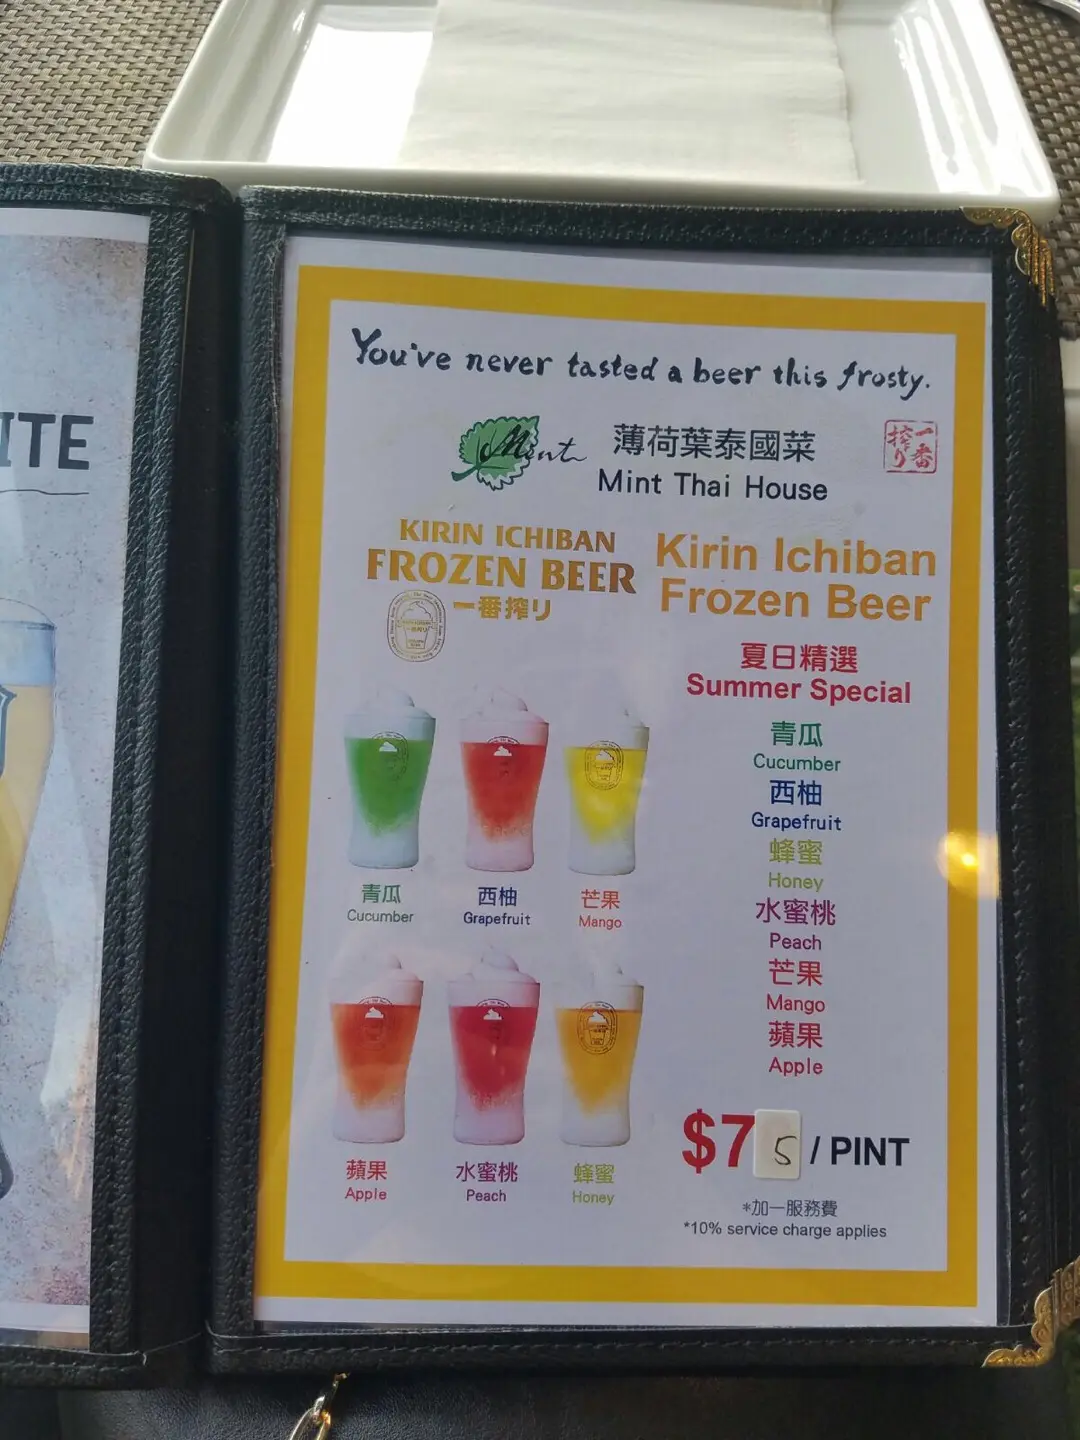 ITE
You've never tasted a beer this frosty.
Mint
薄荷葉泰國菜
Mint Thai House
一番
搾り
KIRIN ICHIBAN
FROZEN BEER
一番搾り
Kirin Ichiban
Frozen Beer
夏日精選
Summer Special
青瓜
Cucumber
西柚
Grapefruit
蜂蜜
Honey
水蜜桃
Peach
芒果
Mango
蘋果
Apple
青瓜
Cucumber
西柚
Grapefruit
芒果
Mango
蘋果
Apple
水蜜桃
Peach
蜂蜜
Honey
$75 / PINT
*加一服務費
*10% service charge applies